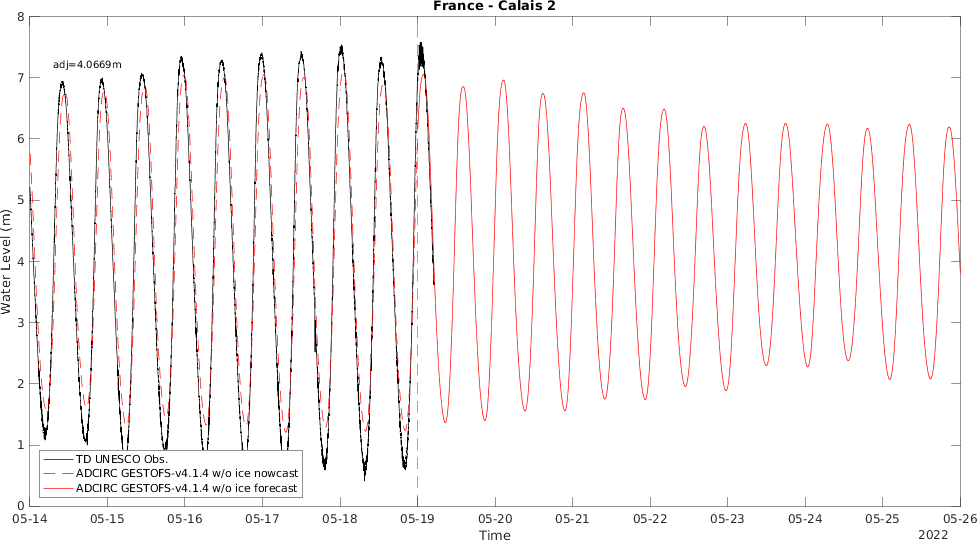 France - Calais 2
adj=4.0669m
8
7
6
5
4
3
2
1
0
Water Level (m)
TD UNESCO Obs.
ADCIRC GESTOFS-v4.1.4 w/o ice nowcast
ADCIRC GESTOFS-v4.1.4 w/o ice forecast
05-14 05-15 05-16 05-17 05-18 05-19 05-20 05-21 05-22 05-23 05-24 05-25 05-26
Time
2022